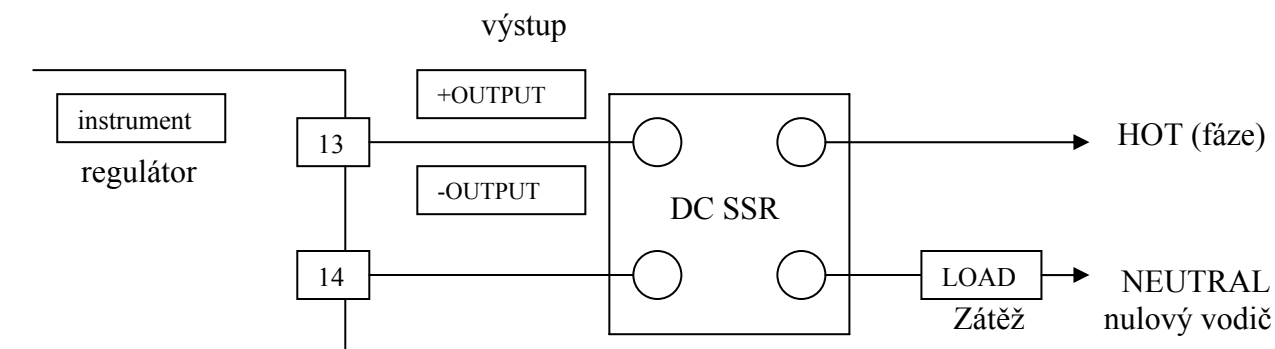 výstup
+OUTPUT
instrument
regulátor
13
-OUTPUT
DC SSR
HOT (fáze)
14
LOAD
Zátěž
NEUTRAL
nulový vodič